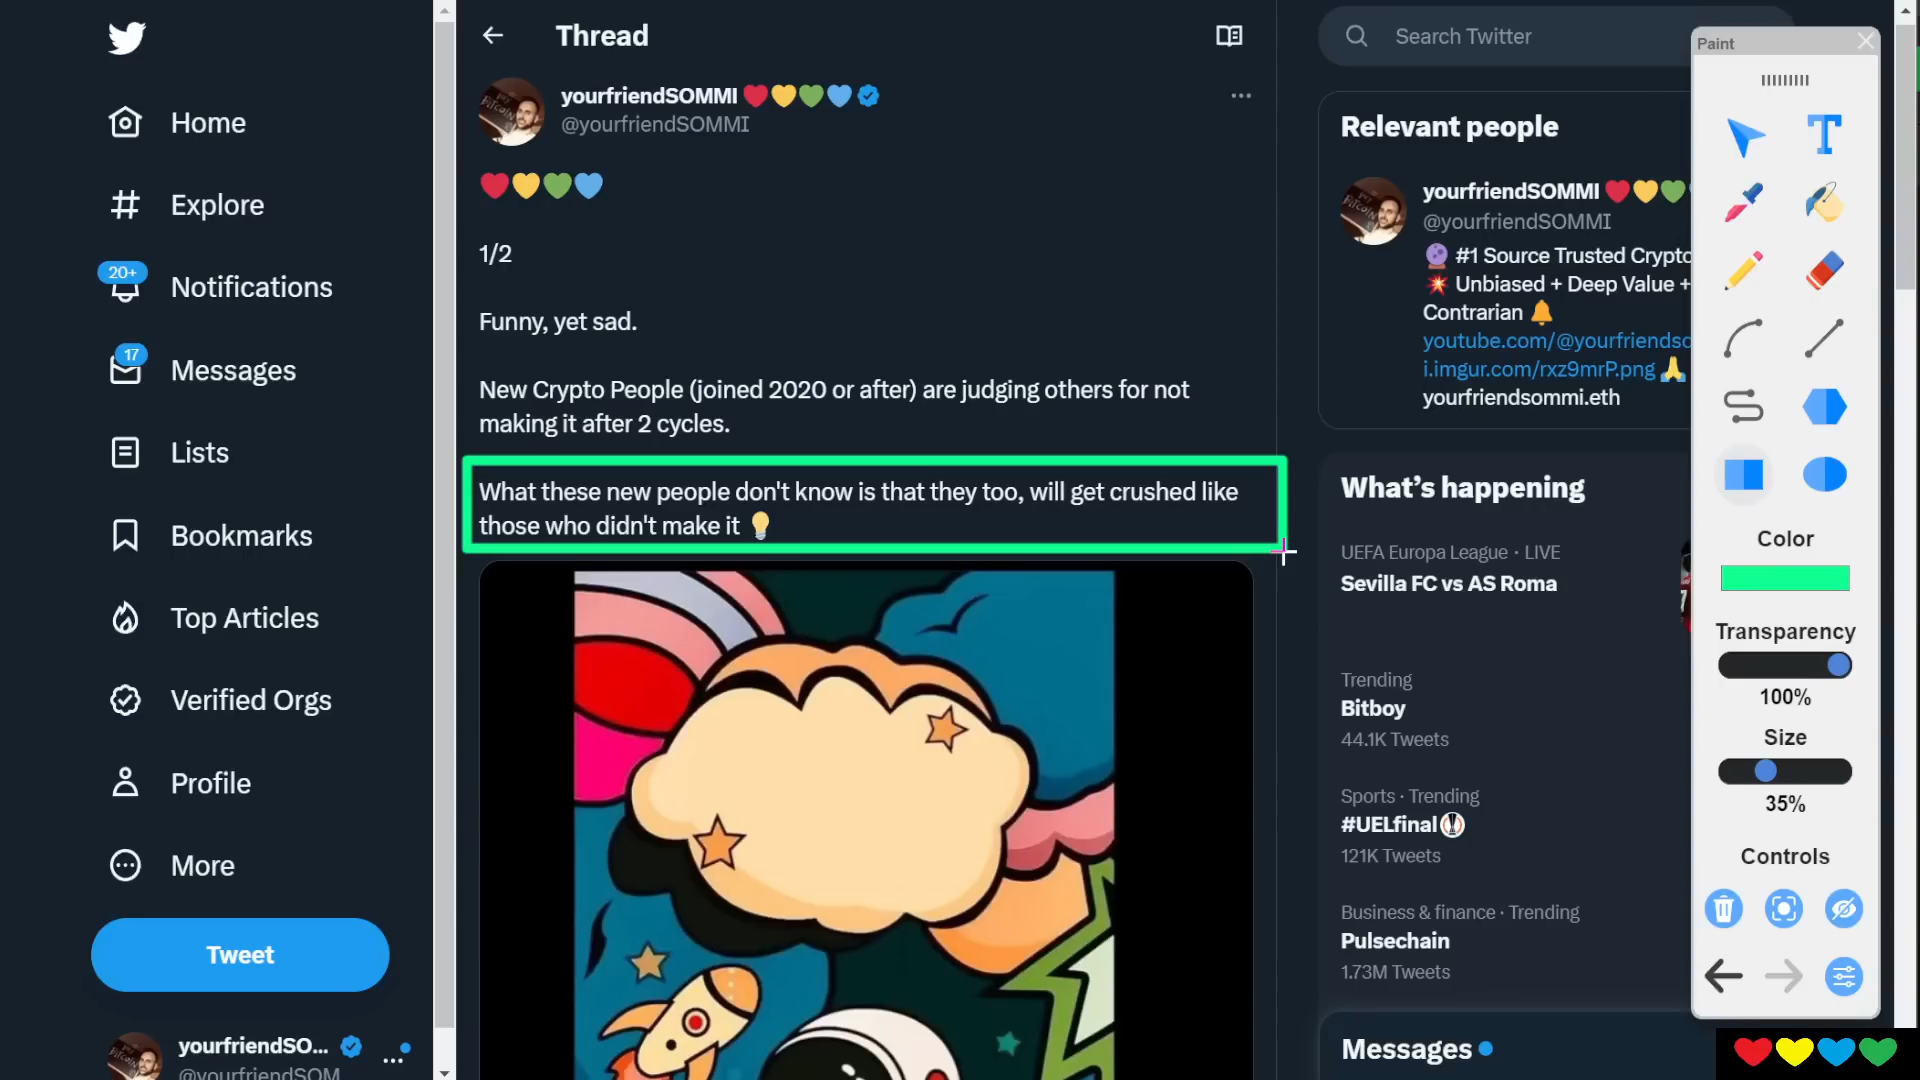 Home
Explore
20+
Notifications
17
Messages
Lists
Bookmarks
Top Articles
Verified Orgs
Profile
More
Tweet
yourfriendSO...
@yourfriendSOM
Thread
yourfriendSOMMI
@yourfriendSOMMI
1/2
Funny, yet sad.
New Crypto People (joined 2020 or after) are judging others for not
making it after 2 cycles.
What these new people don't know is that they too, will get crushed like
those who didn't make it
Search Twitter
Relevant people
yourfriendSOMMI
@yourfriendSOMMI
#1 Source Trusted Crypto
Unbiased + Deep Value +
Contrarian
youtube.com/@yourfriendso
i.imgur.com/rxz9mrP.png
yourfriendsommi.eth
What's happening
UEFA Europa League · LIVE
Sevilla FC vs AS Roma
Trending
Bitboy
44.1K Tweets
Sports · Trending
#UELfinal
121K Tweets
Business & finance · Trending
Pulsechain
1.73M Tweets
Messages
Paint
Color
Transparency
100%
Size
35%
Controls